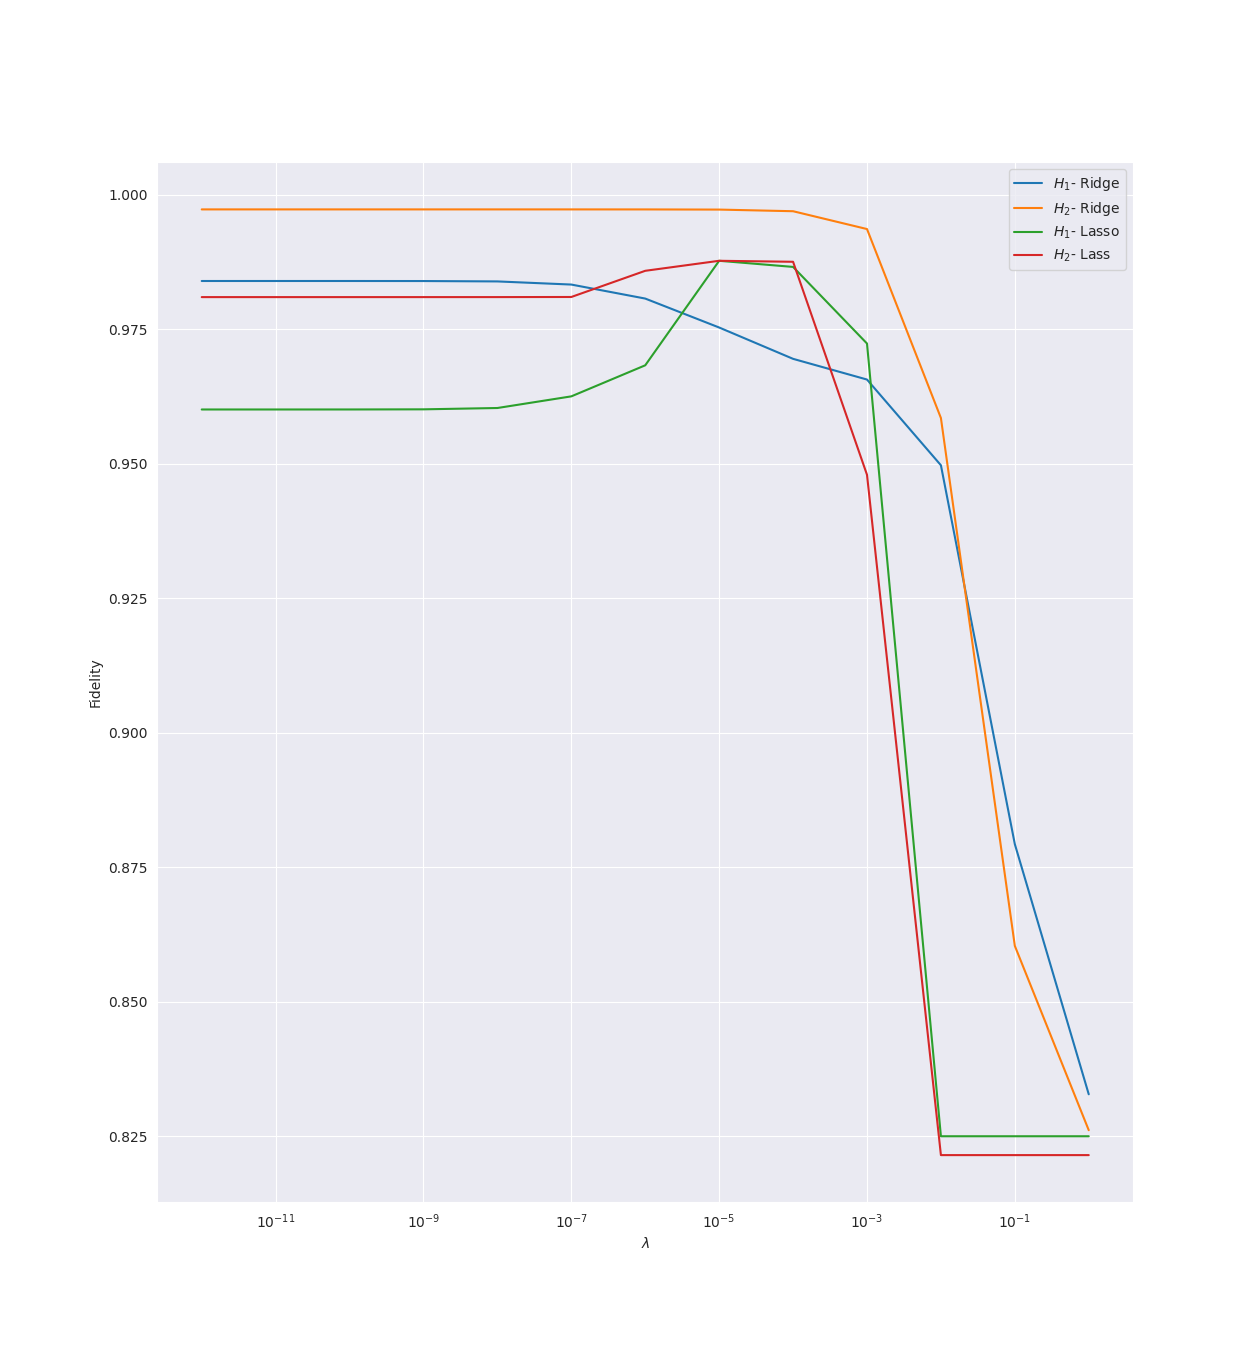 1.000
0.975
0.950
0.925
0.900
0.875
0.850
0.825
Fidelity
H₁- Ridge
H₂- Ridge
H₁- Lasso
H₂- Lass
10⁻¹¹ 10⁻⁹ 10⁻⁷ 10⁻⁵ 10⁻³ 10⁻¹
λ